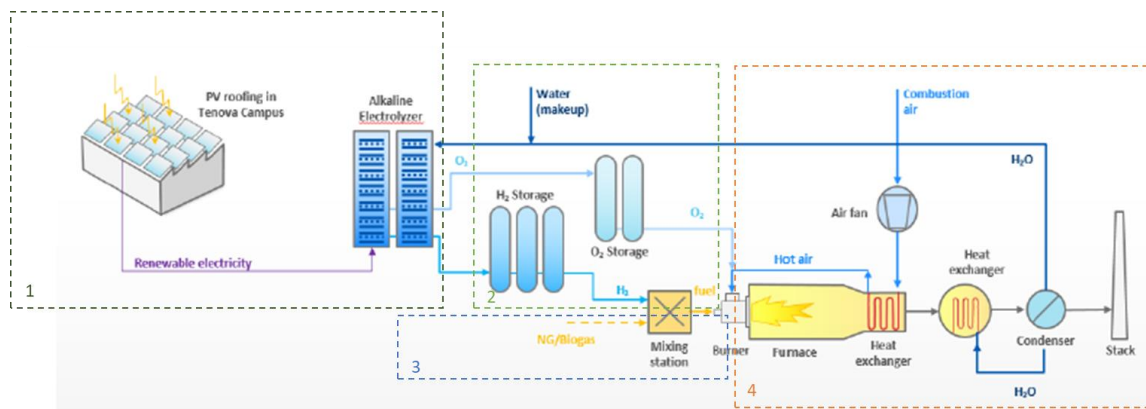 PV roofing in
Tenova Campus
Alkaline
Electrolyzer
Renewable electricity
1
Water
(makeup)
O₂
H₂ Storage
O₂ Storage
O₂
H₂
fuel
2
NG/Biogas
Mixing
station
3
Combustion
air
H₂O
Air fan
Hot air
Heat
exchanger
Burner
Furnace
Heat
exchanger
Condenser
Stack
H₂O
4